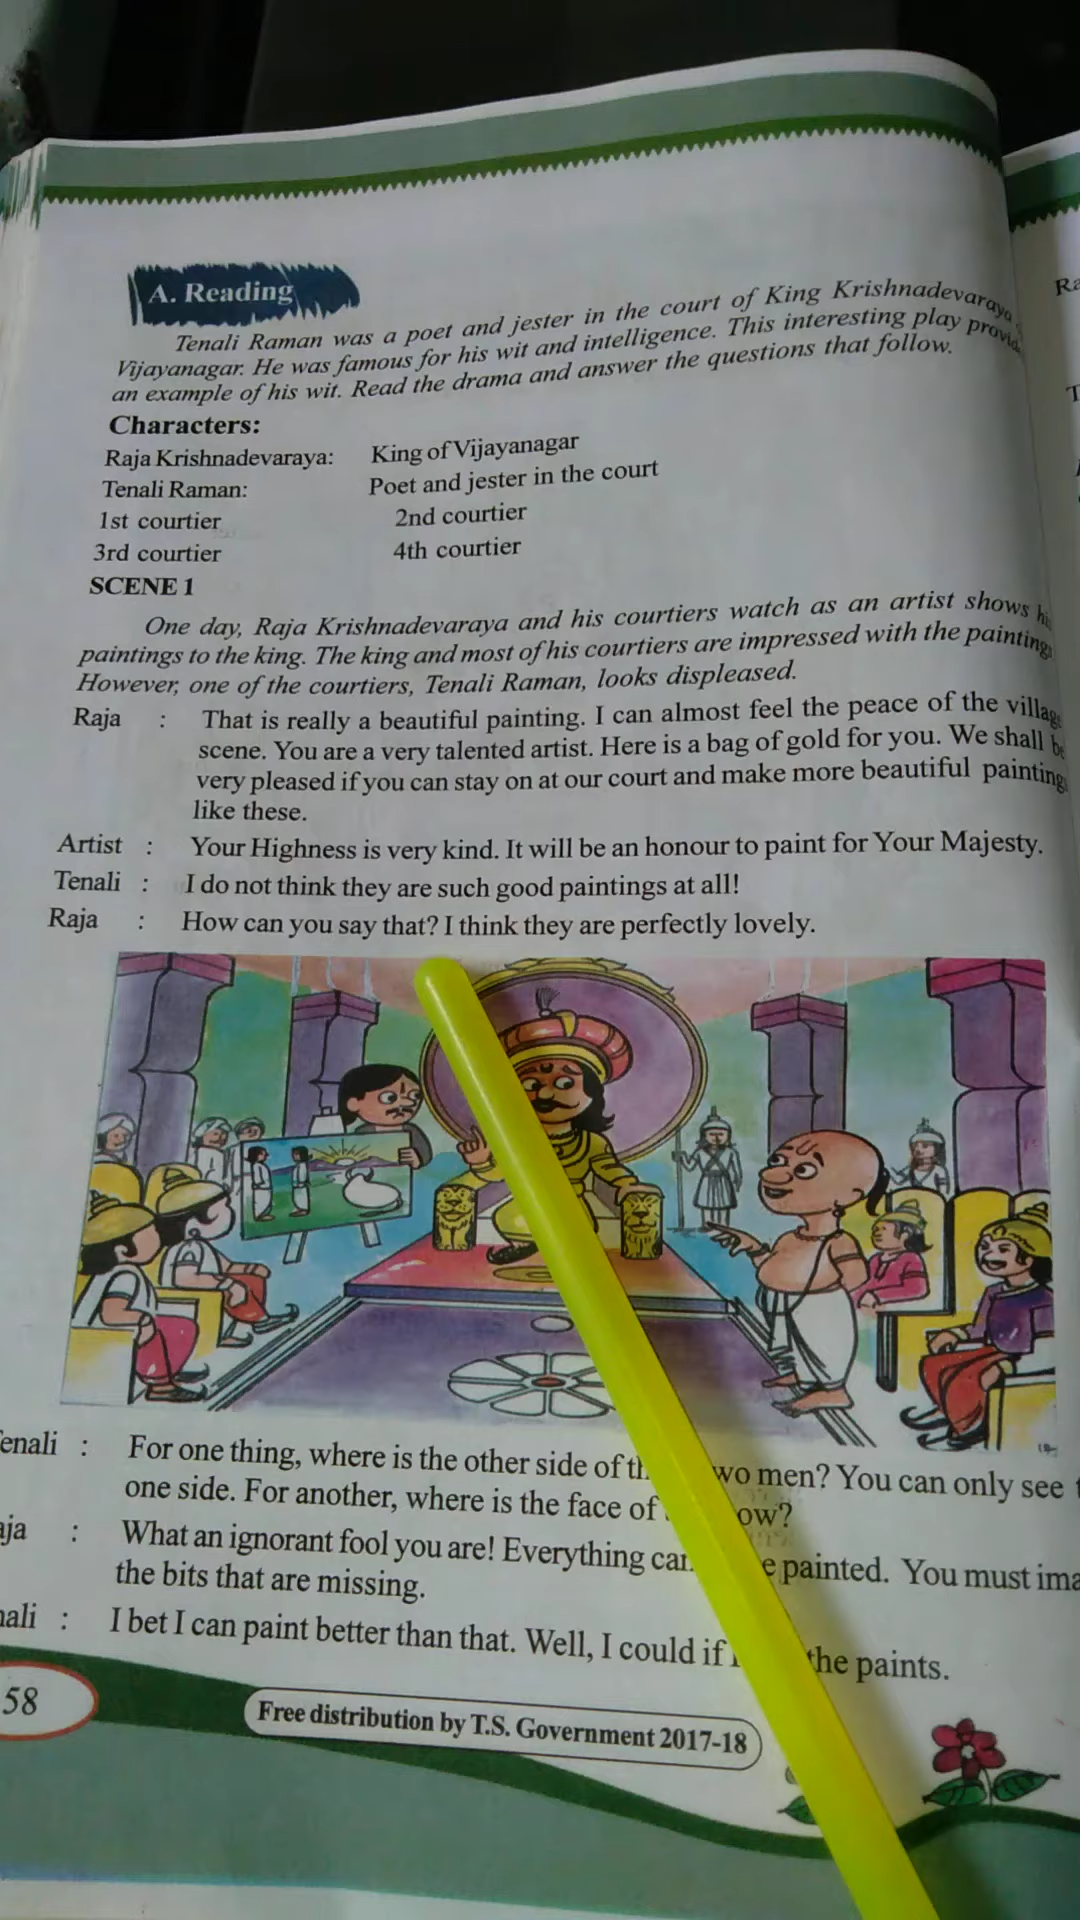 A. Reading
Tenali Raman was a poet and jester in the court of King Krishnadevaraya
Vijayanagar. He was famous for his wit and intelligence. This interesting play
an example of his wit. Read the drama and answer the questions that follow.
Characters:
Raja Krishnadevaraya: King of Vijayanagar
Tenali Raman: Poet and jester in the court
1st courtier 2nd courtier
3rd courtier 4th courtier
SCENE 1
One day, Raja Krishnadevaraya and his courtiers watch as an artist shows
paintings to the king. The king and most of his courtiers are impressed with the
However, one of the courtiers, Tenali Raman, looks displeased.
Raja : That is really a beautiful painting. I can almost feel the peace of the
scene. You are a very talented artist. Here is a bag of gold for you. We shall
very pleased if you can stay on at our court and make more beautiful
like these.
Artist : Your Highness is very kind. It will be an honour to paint for Your Majesty.
Tenali : I do not think they are such good paintings at all!
Raja : How can you say that? I think they are perfectly lovely.
enali : For one thing, where is the other side of men? You can only see
one side. For another, where is the face of
aja : What an ignorant fool you are! Everything painted. You must
the bits that are missing.
nali : I bet I can paint better than that. Well, I could if the paints.
58
Free distribution by T.S. Government 2017-18